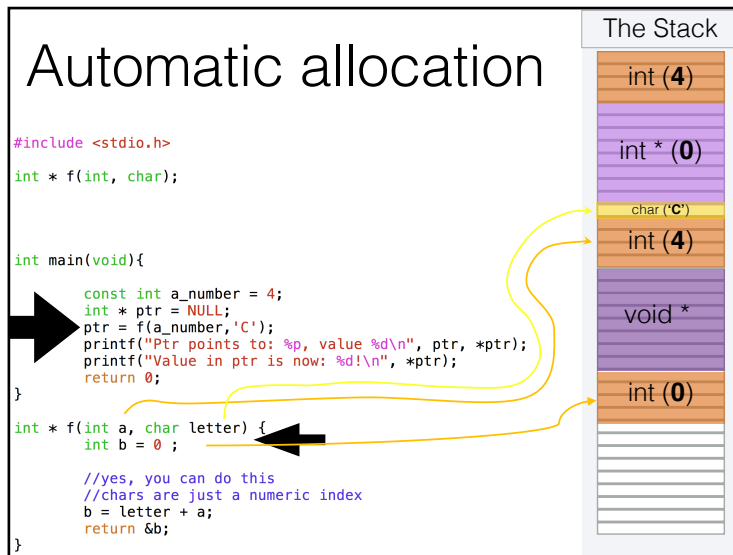 Automatic allocation
#include <stdio.h>
int * f(int, char);
int main(void){
const int a_number = 4;
int * ptr = NULL;
ptr = f(a_number,'C');
printf("Ptr points to: %p, value %d\n", ptr, *ptr);
printf("Value in ptr is now: %d!\n", *ptr);
return 0;
}
int * f(int a, char letter) {
int b = 0 ;
//yes, you can do this
//chars are just a numeric index
b = letter + a;
return &b;
}
The Stack
int (4)
int * (0)
char ('C')
int (4)
void *
int (0)